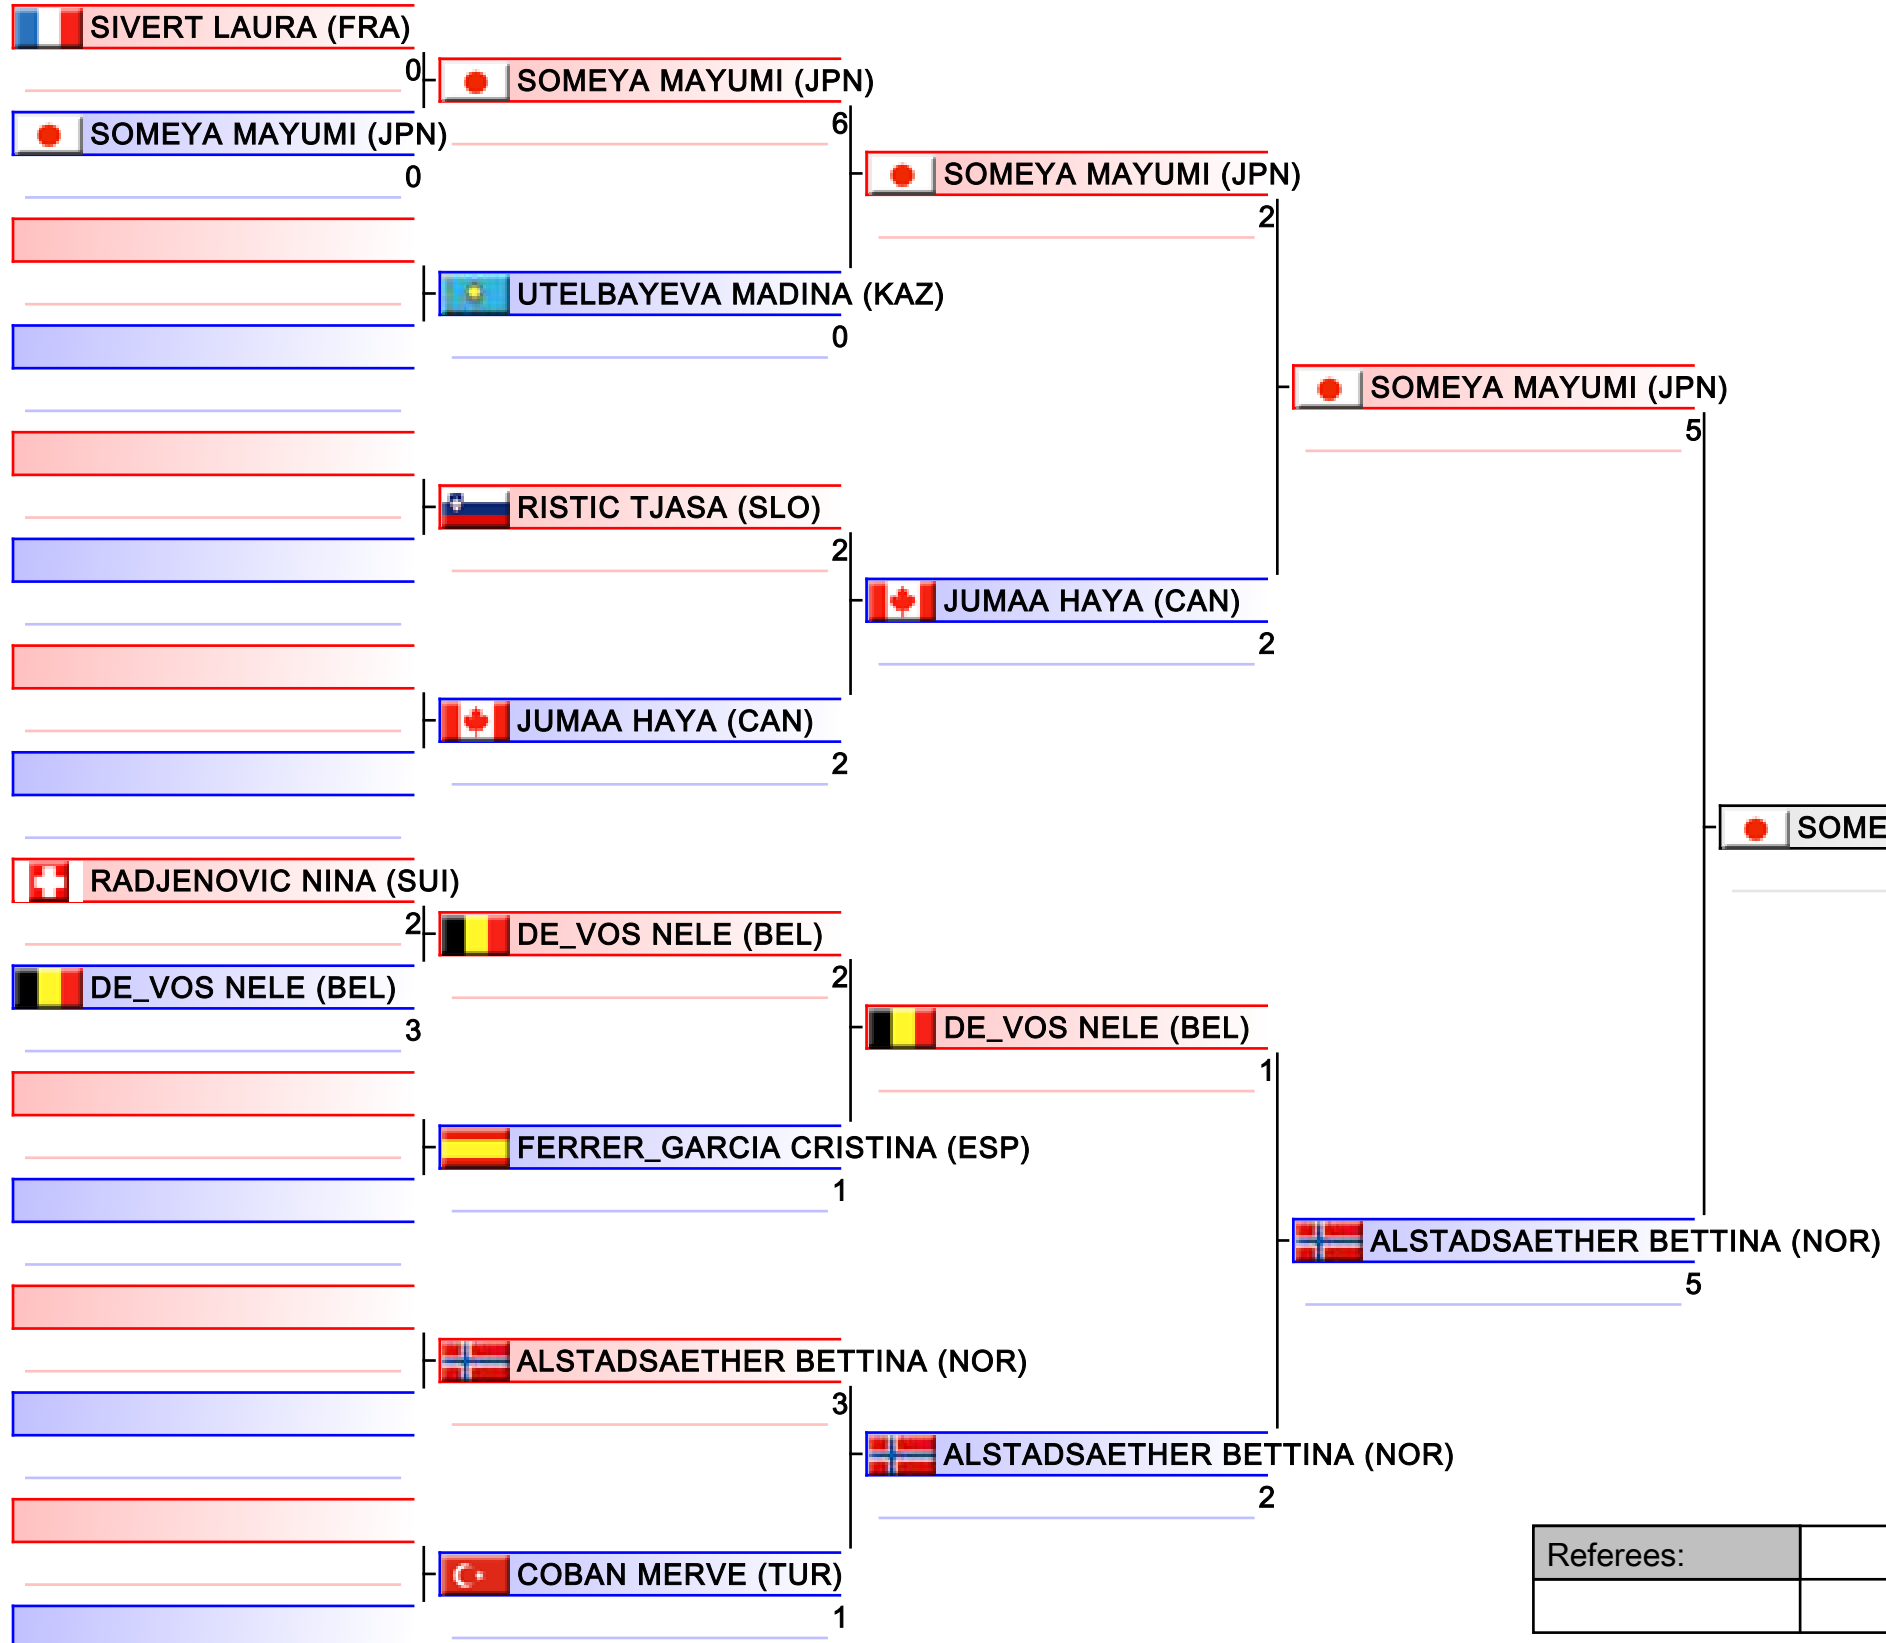 SIVERT LAURA (FRA)
0
SOMEYA MAYUMI (JPN)
0
SOMEYA MAYUMI (JPN)
6
UTELBAYEVA MADINA (KAZ)
0
SOMEYA MAYUMI (JPN)
2
RISTIC TJASA (SLO)
2
JUMAA HAYA (CAN)
2
JUMAA HAYA (CAN)
2
SOMEYA MAYUMI (JPN)
5
SOME
RADJENOVIC NINA (SUI)
2
DE_VOS NELE (BEL)
3
DE_VOS NELE (BEL)
2
FERRER_GARCIA CRISTINA (ESP)
1
DE_VOS NELE (BEL)
1
ALSTADSAETHER BETTINA (NOR)
5
ALSTADSAETHER BETTINA (NOR)
3
COBAN MERVE (TUR)
1
ALSTADSAETHER BETTINA (NOR)
2
Referees: